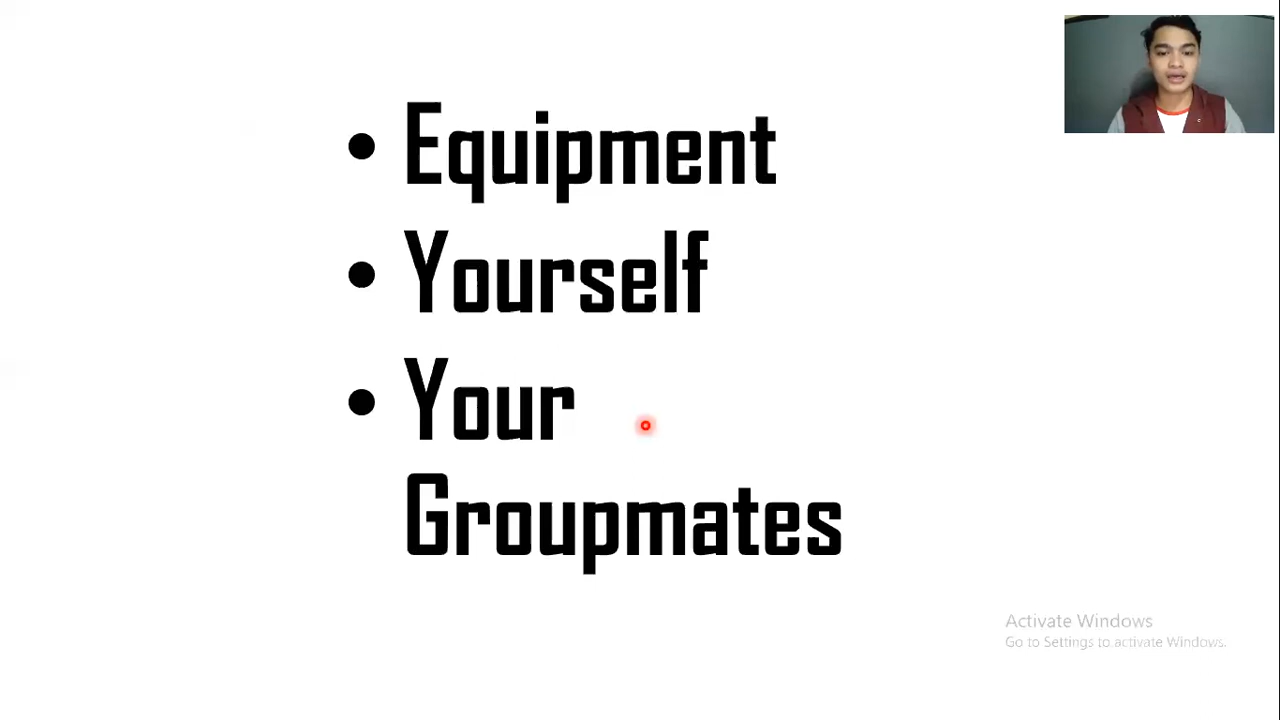 • Equipment
• Yourself
• Your
Groupmates
Activate Windows
Go to Settings to activate Windows.